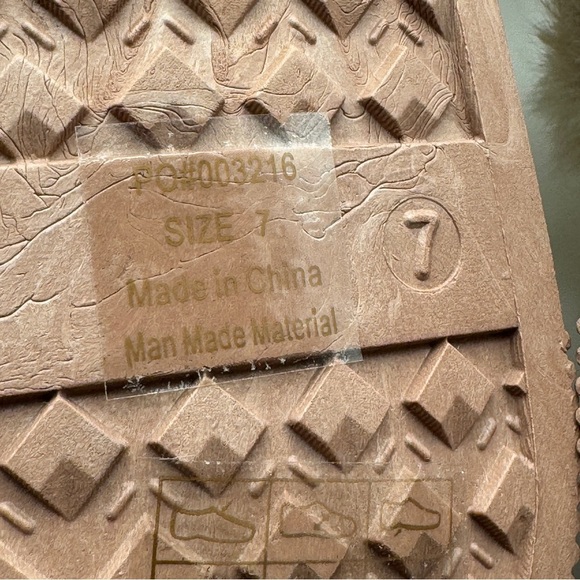 PO#003216
SIZE 7
Made in China
Man Made Material
7